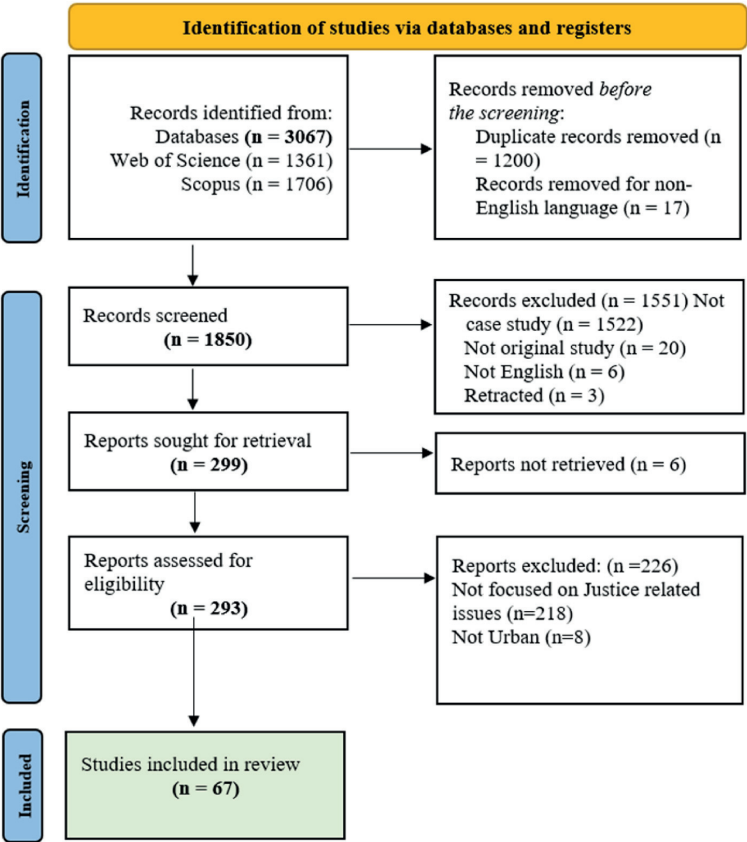 Identification of studies via databases and registers
Identification
Records identified from:
Databases (n = 3067)
Web of Science (n = 1361)
Scopus (n = 1706)
Records removed before
the screening:
Duplicate records removed (n
= 1200)
Records removed for non-
English language (n = 17)
Screening
Records screened
(n = 1850)
Records excluded (n = 1551) Not
case study (n = 1522)
Not original study (n = 20)
Not English (n = 6)
Retracted (n = 3)
Reports sought for retrieval
(n = 299)
Reports not retrieved (n = 6)
Reports assessed for
eligibility
(n = 293)
Reports excluded: (n =226)
Not focused on Justice related
issues (n=218)
Not Urban (n=8)
Included
Studies included in review
(n = 67)